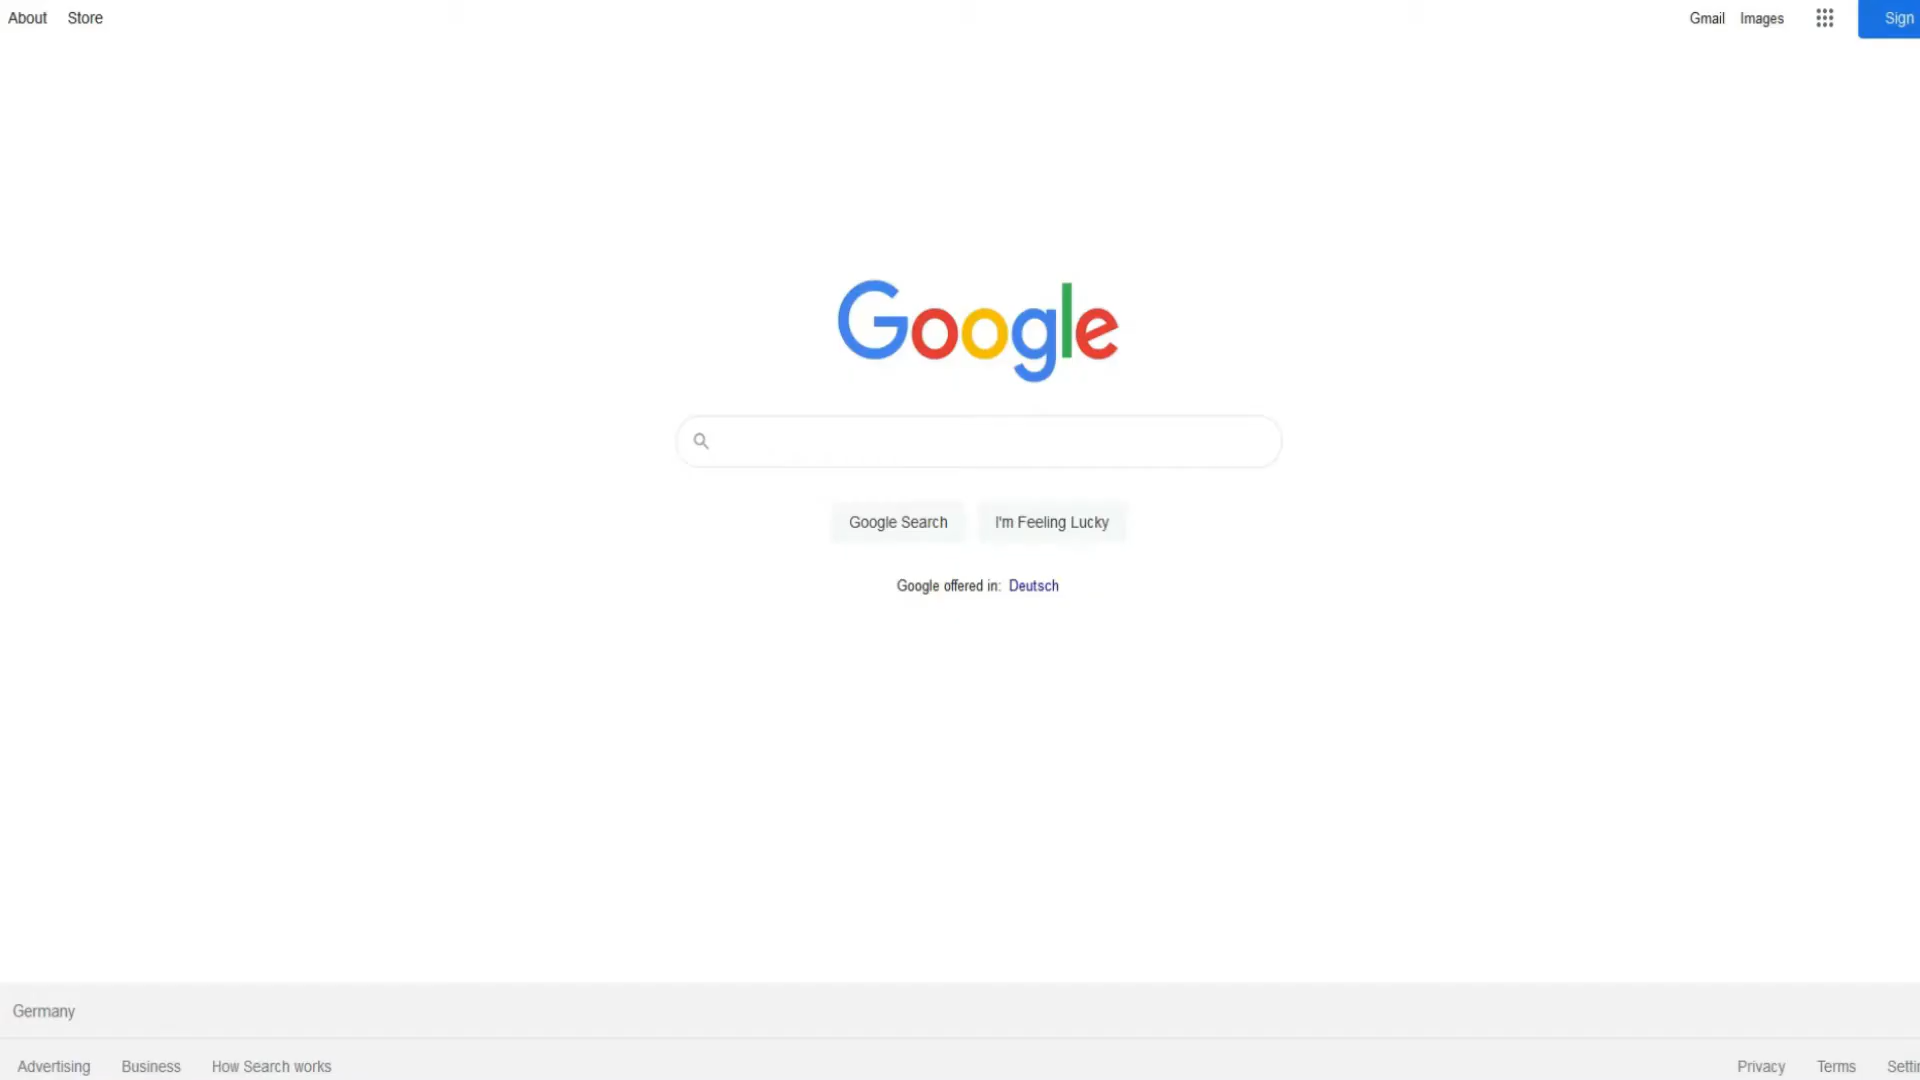 About Store Gmail Images Sign
Google
Google Search I'm Feeling Lucky
Google offered in: Deutsch
Germany
Advertising Business How Search works Privacy Terms Setti